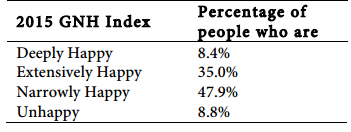 2015 GNH Index Percentage of
people who are
Deeply Happy 8.4%
Extensively Happy 35.0%
Narrowly Happy 47.9%
Unhappy 8.8%